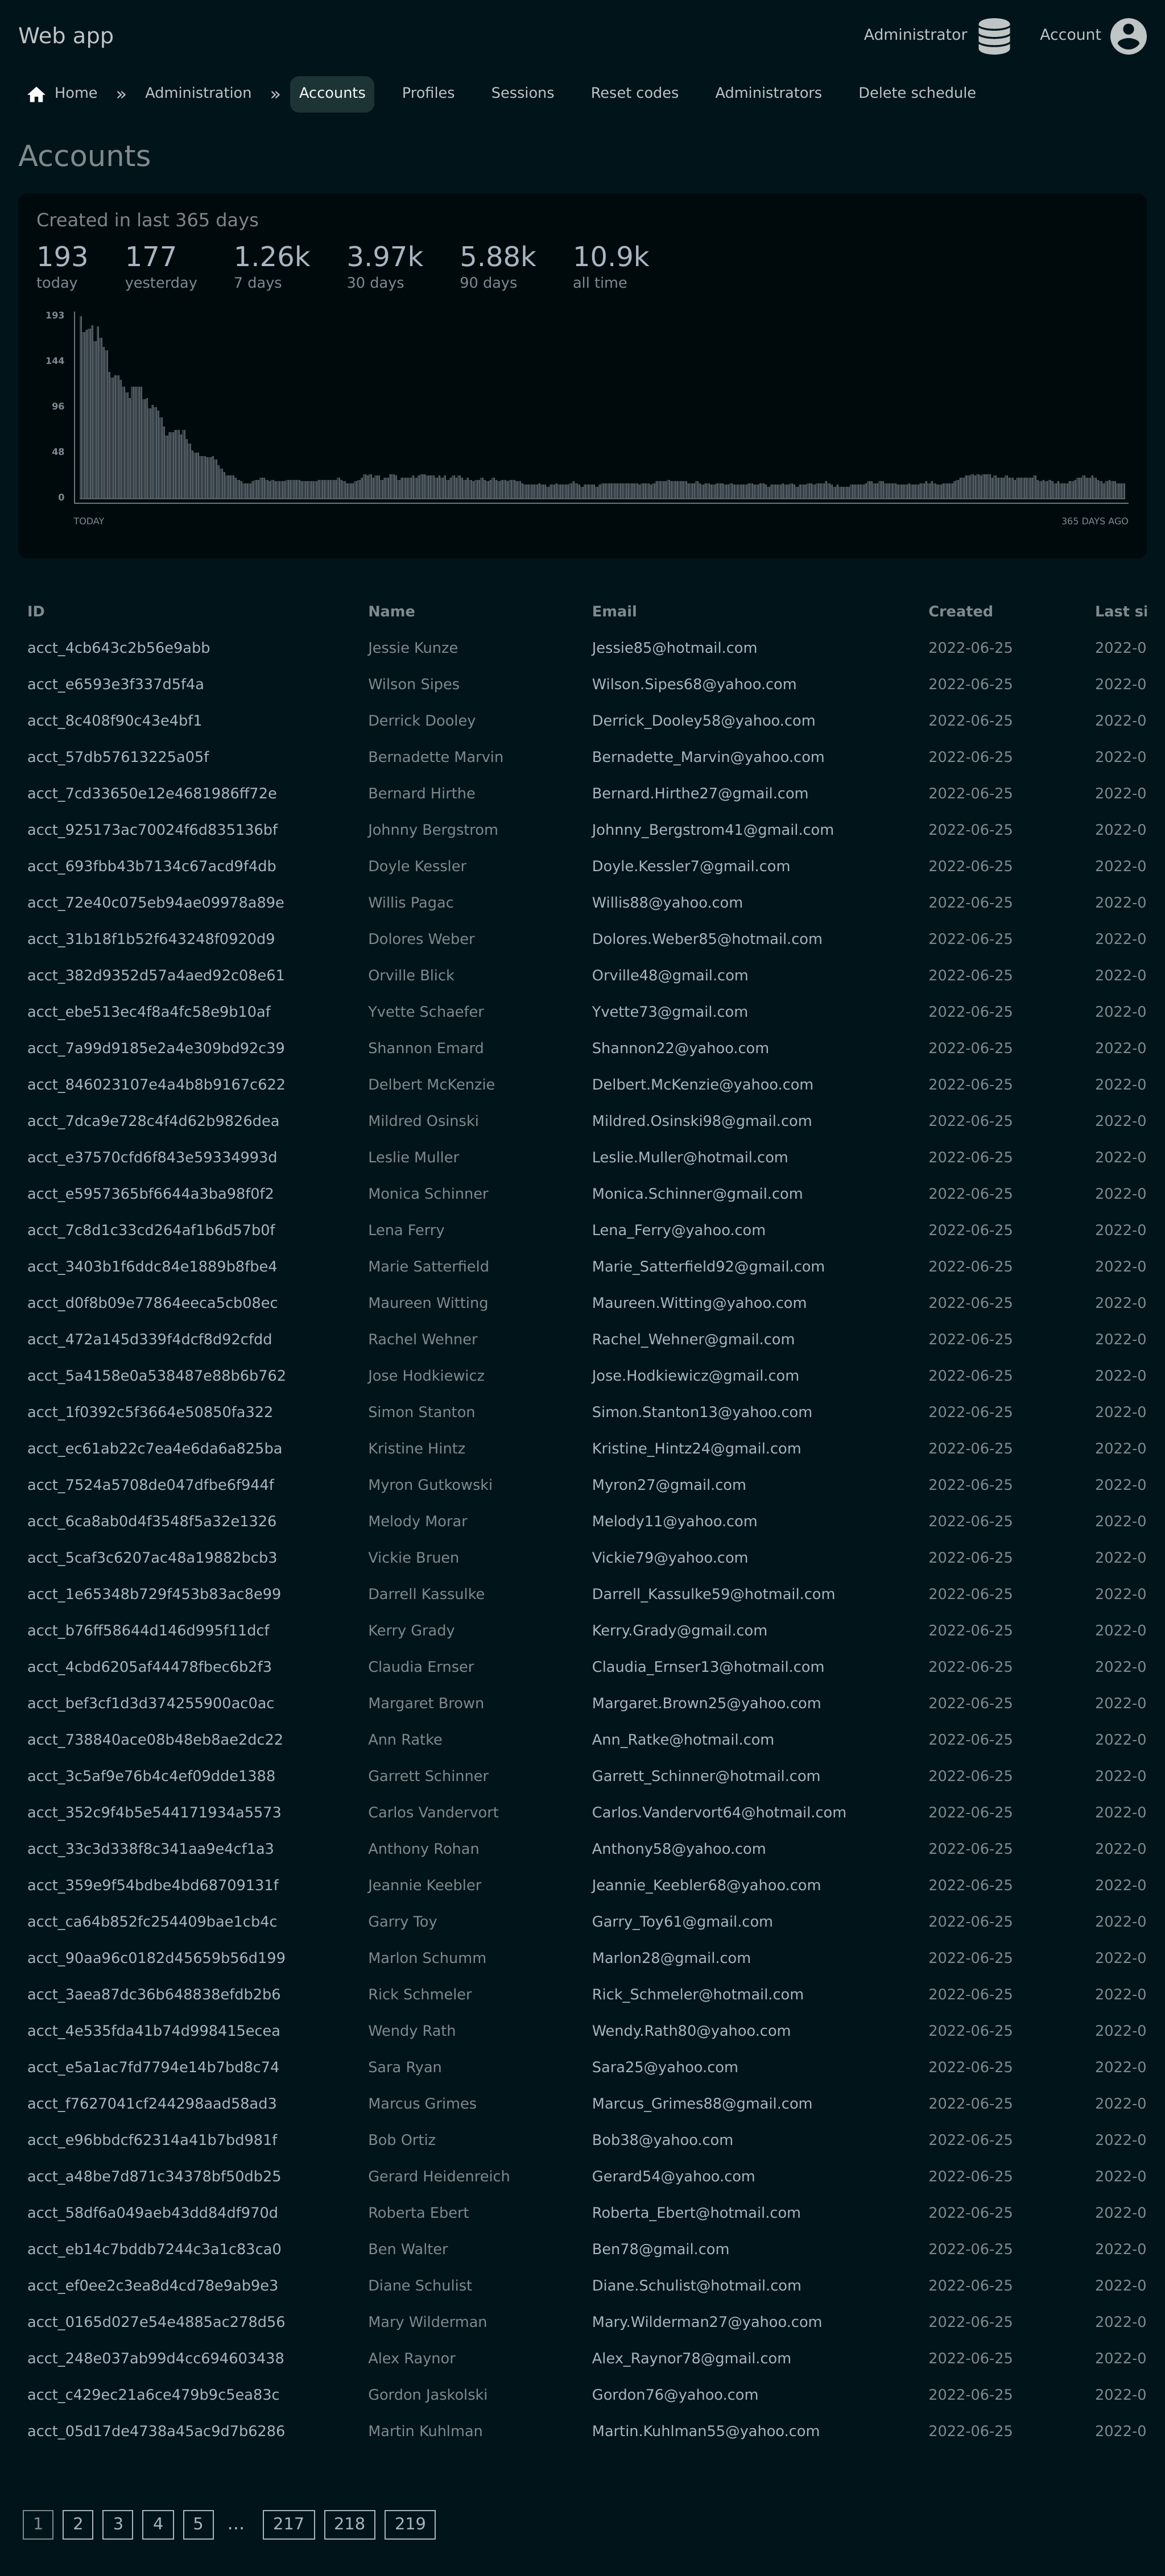 Web app Administrator Account
Home » Administration » Accounts Profiles Sessions Reset codes Administrators Delete schedule
Accounts
Created in last 365 days
193 177 1.26k 3.97k 5.88k 10.9k
today yesterday 7 days 30 days 90 days all time
193
144
96
48
0
TODAY 365 DAYS AGO
ID Name Email Created Last si
acct_4cb643c2b56e9abb Jessie Kunze Jessie85@hotmail.com 2022-06-25 2022-0
acct_e6593e3f337d5f4a Wilson Sipes Wilson.Sipes68@yahoo.com 2022-06-25 2022-0
acct_8c408f90c43e4bf1 Derrick Dooley Derrick_Dooley58@yahoo.com 2022-06-25 2022-0
acct_57db57613225a05f Bernadette Marvin Bernadette_Marvin@yahoo.com 2022-06-25 2022-0
acct_7cd33650e12e4681986ff72e Bernard Hirthe Bernard.Hirthe27@gmail.com 2022-06-25 2022-0
acct_925173ac70024f6d835136bf Johnny Bergstrom Johnny_Bergstrom41@gmail.com 2022-06-25 2022-0
acct_693fbb43b7134c67acd9f4db Doyle Kessler Doyle.Kessler7@gmail.com 2022-06-25 2022-0
acct_72e40c075eb94ae09978a89e Willis Pagac Willis88@yahoo.com 2022-06-25 2022-0
acct_31b18f1b52f643248f0920d9 Dolores Weber Dolores.Weber85@hotmail.com 2022-06-25 2022-0
acct_382d9352d57a4aed92c08e61 Orville Blick Orville48@gmail.com 2022-06-25 2022-0
acct_ebe513ec4f8a4fc58e9b10af Yvette Schaefer Yvette73@gmail.com 2022-06-25 2022-0
acct_7a99d9185e2a4e309bd92c39 Shannon Emard Shannon22@yahoo.com 2022-06-25 2022-0
acct_846023107e4a4b8b9167c622 Delbert McKenzie Delbert.McKenzie@yahoo.com 2022-06-25 2022-0
acct_7dca9e728c4f4d62b9826dea Mildred Osinski Mildred.Osinski98@gmail.com 2022-06-25 2022-0
acct_e37570cfd6f843e59334993d Leslie Muller Leslie.Muller@hotmail.com 2022-06-25 2022-0
acct_e5957365bf6644a3ba98f0f2 Monica Schinner Monica.Schinner@gmail.com 2022-06-25 2022-0
acct_7c8d1c33cd264af1b6d57b0f Lena Ferry Lena_Ferry@yahoo.com 2022-06-25 2022-0
acct_3403b1f6ddc84e1889b8fbe4 Marie Satterfield Marie_Satterfield92@gmail.com 2022-06-25 2022-0
acct_d0f8b09e77864eeca5cb08ec Maureen Witting Maureen.Witting@yahoo.com 2022-06-25 2022-0
acct_472a145d339f4dcf8d92cfdd Rachel Wehner Rachel_Wehner@gmail.com 2022-06-25 2022-0
acct_5a4158e0a538487e88b6b762 Jose Hodkiewicz Jose.Hodkiewicz@gmail.com 2022-06-25 2022-0
acct_1f0392c5f3664e50850fa322 Simon Stanton Simon.Stanton13@yahoo.com 2022-06-25 2022-0
acct_ec61ab22c7ea4e6da6a825ba Kristine Hintz Kristine_Hintz24@gmail.com 2022-06-25 2022-0
acct_7524a5708de047dfbe6f944f Myron Gutkowski Myron27@gmail.com 2022-06-25 2022-0
acct_6ca8ab0d4f3548f5a32e1326 Melody Morar Melody11@yahoo.com 2022-06-25 2022-0
acct_5caf3c6207ac48a19882bcb3 Vickie Bruen Vickie79@yahoo.com 2022-06-25 2022-0
acct_1e65348b729f453b83ac8e99 Darrell Kassulke Darrell_Kassulke59@hotmail.com 2022-06-25 2022-0
acct_b76ff58644d146d995f11dcf Kerry Grady Kerry.Grady@gmail.com 2022-06-25 2022-0
acct_4cbd6205af44478fbec6b2f3 Claudia Ernser Claudia_Ernser13@hotmail.com 2022-06-25 2022-0
acct_bef3cf1d3d374255900ac0ac Margaret Brown Margaret.Brown25@yahoo.com 2022-06-25 2022-0
acct_738840ace08b48eb8ae2dc22 Ann Ratke Ann_Ratke@hotmail.com 2022-06-25 2022-0
acct_3c5af9e76b4c4ef09dde1388 Garrett Schinner Garrett_Schinner@hotmail.com 2022-06-25 2022-0
acct_352c9f4b5e544171934a5573 Carlos Vandervort Carlos.Vandervort64@hotmail.com 2022-06-25 2022-0
acct_33c3d338f8c341aa9e4cf1a3 Anthony Rohan Anthony58@yahoo.com 2022-06-25 2022-0
acct_359e9f54bdbe4bd68709131f Jeannie Keebler Jeannie_Keebler68@yahoo.com 2022-06-25 2022-0
acct_ca64b852fc254409bae1cb4c Garry Toy Garry_Toy61@gmail.com 2022-06-25 2022-0
acct_90aa96c0182d45659b56d199 Marlon Schumm Marlon28@gmail.com 2022-06-25 2022-0
acct_3aea87dc36b648838efdb2b6 Rick Schmeler Rick_Schmeler@hotmail.com 2022-06-25 2022-0
acct_4e535fda41b74d998415ecea Wendy Rath Wendy.Rath80@yahoo.com 2022-06-25 2022-0
acct_e5a1ac7fd7794e14b7bd8c74 Sara Ryan Sara25@yahoo.com 2022-06-25 2022-0
acct_f7627041cf244298aad58ad3 Marcus Grimes Marcus_Grimes88@gmail.com 2022-06-25 2022-0
acct_e96bbdcf62314a41b7bd981f Bob Ortiz Bob38@yahoo.com 2022-06-25 2022-0
acct_a48be7d871c34378bf50db25 Gerard Heidenreich Gerard54@yahoo.com 2022-06-25 2022-0
acct_58df6a049aeb43dd84df970d Roberta Ebert Roberta_Ebert@hotmail.com 2022-06-25 2022-0
acct_eb14c7bddb7244c3a1c83ca0 Ben Walter Ben78@gmail.com 2022-06-25 2022-0
acct_ef0ee2c3ea8d4cd78e9ab9e3 Diane Schulist Diane.Schulist@hotmail.com 2022-06-25 2022-0
acct_0165d027e54e4885ac278d56 Mary Wilderman Mary.Wilderman27@yahoo.com 2022-06-25 2022-0
acct_248e037ab99d4cc694603438 Alex Raynor Alex_Raynor78@gmail.com 2022-06-25 2022-0
acct_c429ec21a6ce479b9c5ea83c Gordon Jaskolski Gordon76@yahoo.com 2022-06-25 2022-0
acct_05d17de4738a45ac9d7b6286 Martin Kuhlman Martin.Kuhlman55@yahoo.com 2022-06-25 2022-0
1 2 3 4 5 … 217 218 219